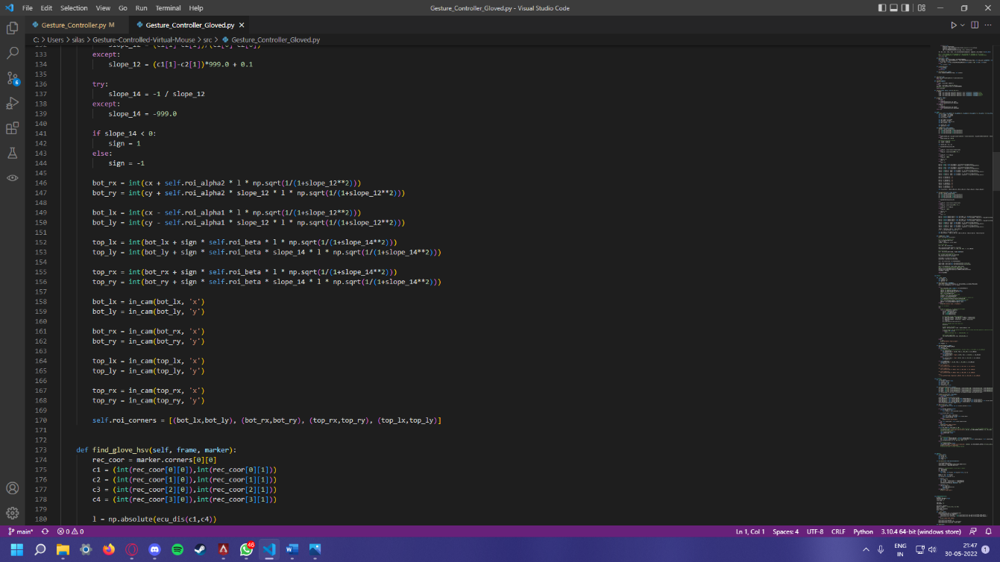 File Edit Selection View Go Run Terminal Help Gesture_Controller_Gloved.py - Visual Studio Code
Gesture_Controller.py M Gesture_Controller_Gloved.py
C: > Users > silas > Gesture-Controlled-Virtual-Mouse > src > Gesture_Controller_Gloved.py
133 except:
134 slope_12 = (c1[1]-c2[1])*999.0 + 0.1
135
136 try:
137 slope_14 = -1 / slope_12
138 except:
139 slope_14 = -999.0
140
141 if slope_14 < 0:
142 sign = 1
143 else:
144 sign = -1
145
146 bot_rx = int(cx + self.roi_alpha2 * l * np.sqrt(1/(1+slope_12**2)))
147 bot_ry = int(cy + self.roi_alpha2 * slope_12 * l * np.sqrt(1/(1+slope_12**2)))
148
149 bot_lx = int(cx - self.roi_alpha1 * l * np.sqrt(1/(1+slope_12**2)))
150 bot_ly = int(cy - self.roi_alpha1 * slope_12 * l * np.sqrt(1/(1+slope_12**2)))
151
152 top_lx = int(bot_lx + sign * self.roi_beta * l * np.sqrt(1/(1+slope_14**2)))
153 top_ly = int(bot_ly + sign * self.roi_beta * slope_14 * l * np.sqrt(1/(1+slope_14**2)))
154
155 top_rx = int(bot_rx + sign * self.roi_beta * l * np.sqrt(1/(1+slope_14**2)))
156 top_ry = int(bot_ry + sign * self.roi_beta * slope_14 * l * np.sqrt(1/(1+slope_14**2)))
157
158 bot_lx = in_cam(bot_lx, 'x')
159 bot_ly = in_cam(bot_ly, 'y')
160
161 bot_rx = in_cam(bot_rx, 'x')
162 bot_ry = in_cam(bot_ry, 'y')
163
164 top_lx = in_cam(top_lx, 'x')
165 top_ly = in_cam(top_ly, 'y')
166
167 top_rx = in_cam(top_rx, 'x')
168 top_ry = in_cam(top_ry, 'y')
169
170 self.roi_corners = [(bot_lx,bot_ly), (bot_rx,bot_ry), (top_rx,top_ry), (top_lx,top_ly)]
171
172
173 def find_glove_hsv(self, frame, marker):
174 rec_coor = marker.corners[0][0]
175 c1 = (int(rec_coor[0][0]),int(rec_coor[0][1]))
176 c2 = (int(rec_coor[1][0]),int(rec_coor[1][1]))
177 c3 = (int(rec_coor[2][0]),int(rec_coor[2][1]))
178 c4 = (int(rec_coor[3][0]),int(rec_coor[3][1]))
179
180 l = np.absolute(ecu_dis(c1,c4))
6
main* 0 0 Ln 1, Col 1 Spaces: 4 UTF-8 CRLF Python 3.10.4 64-bit (windows store)
46
ENG
IN
21:47
30-05-2022
1